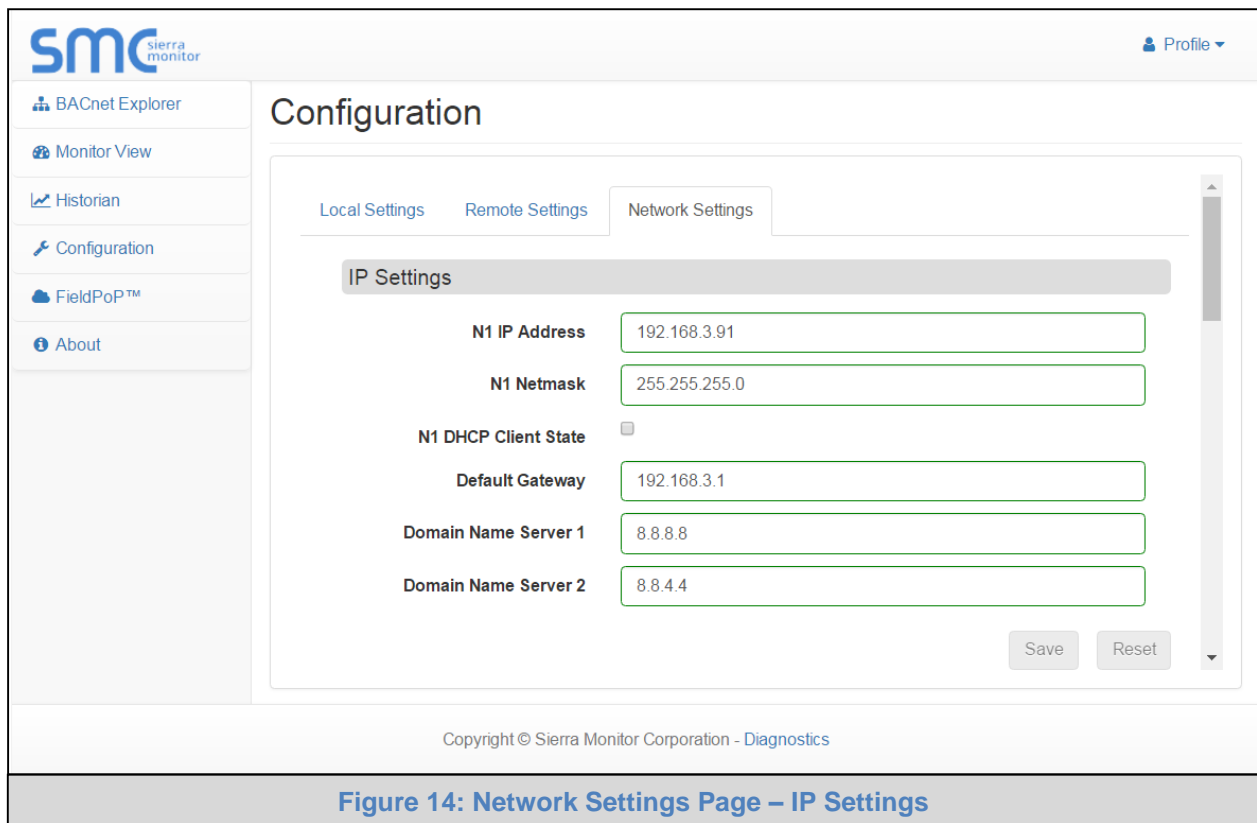 SMC sierra monitor
Profile
BACnet Explorer
Monitor View
Historian
Configuration
FieldPoP™
About
Configuration
Local Settings Remote Settings Network Settings
IP Settings
N1 IP Address 192.168.3.91
N1 Netmask 255.255.255.0
N1 DHCP Client State
Default Gateway 192.168.3.1
Domain Name Server 1 8.8.8.8
Domain Name Server 2 8.8.4.4
Save Reset
Copyright © Sierra Monitor Corporation - Diagnostics
Figure 14: Network Settings Page – IP Settings